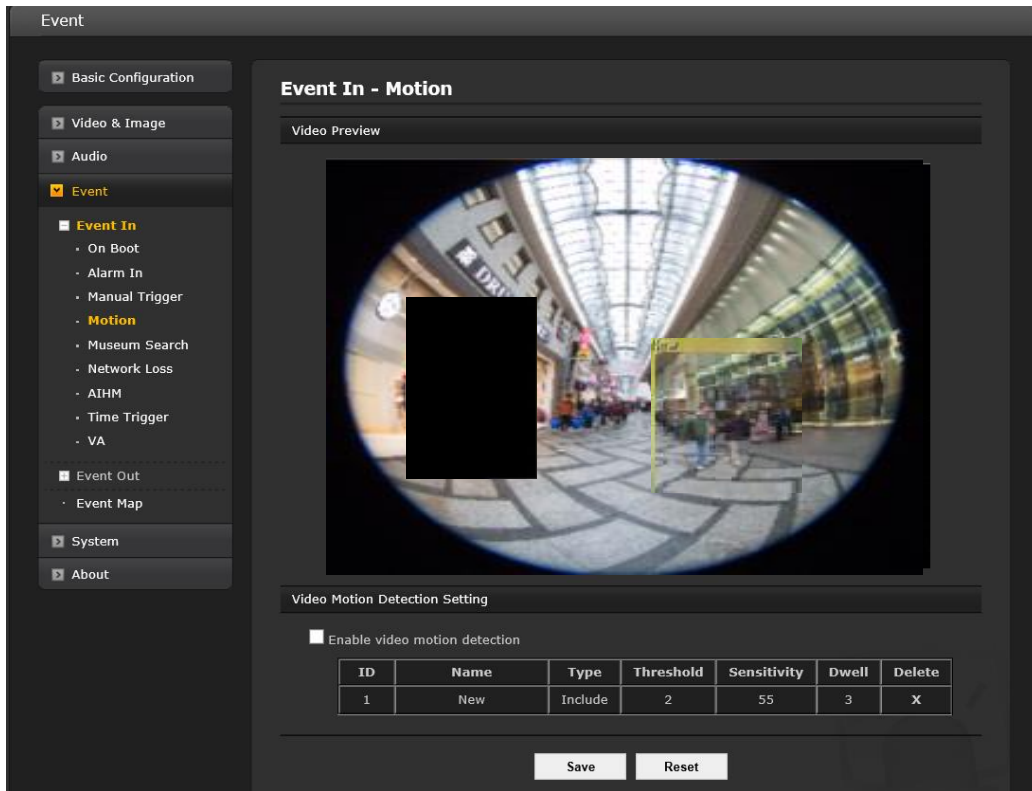 Event
Basic Configuration
Video & Image
Audio
Event
Event In
On Boot
Alarm In
Manual Trigger
Motion
Museum Search
Network Loss
AIHM
Time Trigger
VA
Event Out
Event Map
System
About
Event In - Motion
Video Preview
DRU
Video Motion Detection Setting
Enable video motion detection
ID Name Type Threshold Sensitivity Dwell Delete
1 New Include 2 55 3 X
Save Reset